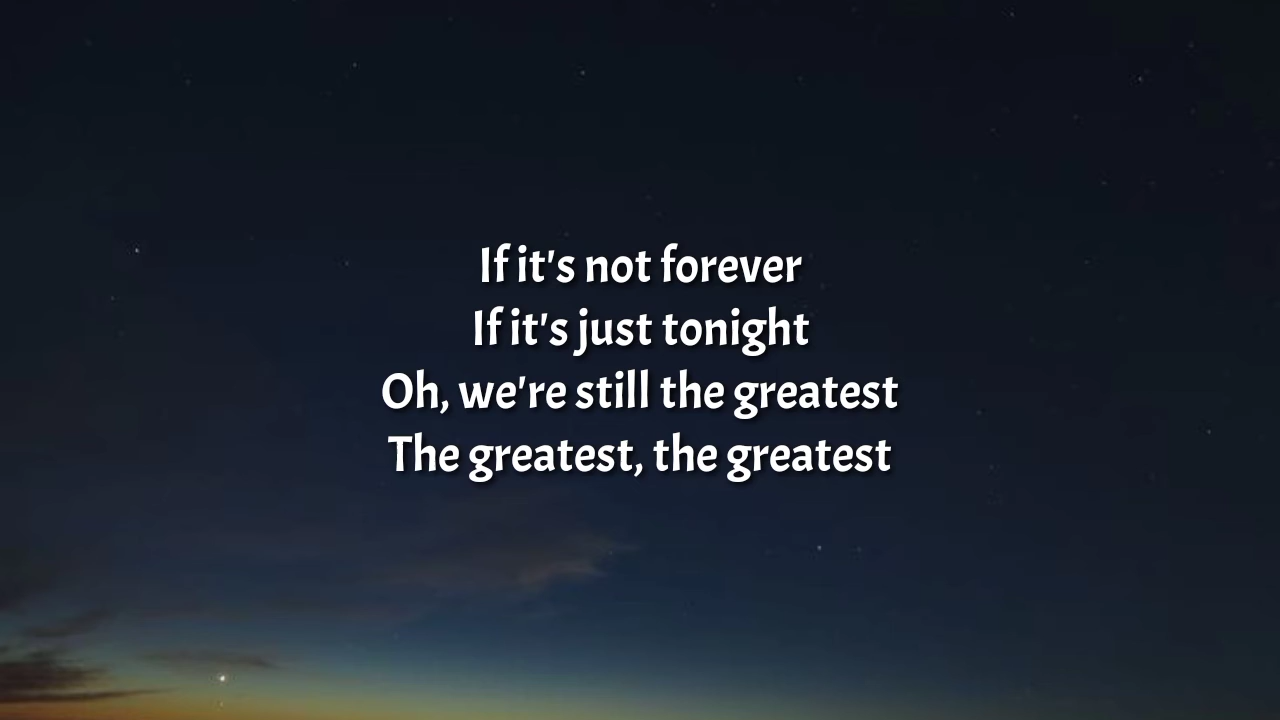 If it's not forever
If it's just tonight
Oh, we're still the greatest
The greatest, the greatest